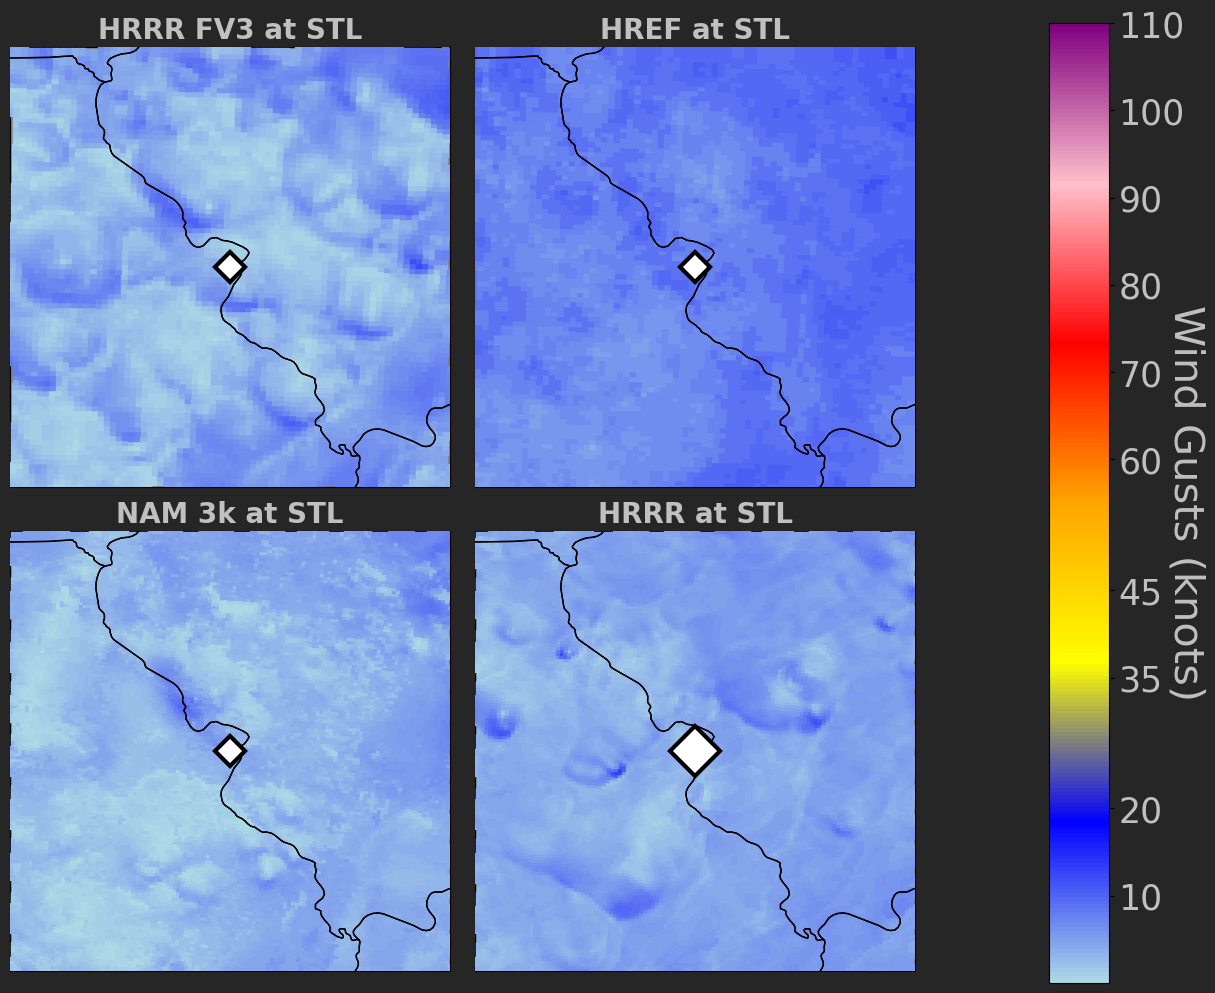 HRRR FV3 at STL
HREF at STL
NAM 3k at STL
HRRR at STL
110
100
90
80
70
60
45
35
20
10
Wind Gusts (knots)